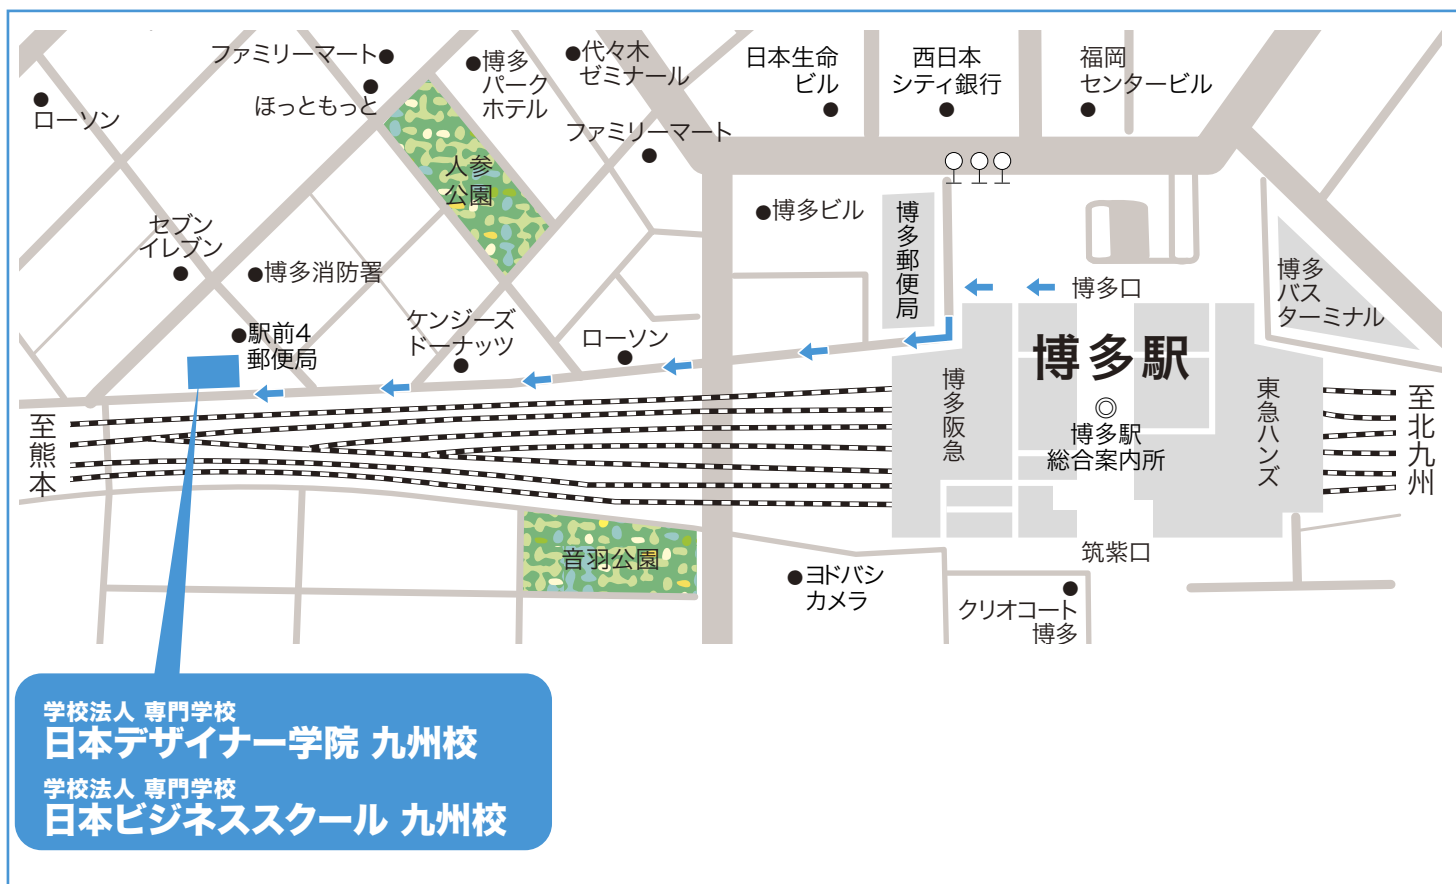 ファミリーマート
ほっともっと
博多
パーク
ホテル
代々木
ゼミナール
日本生命
ビル
西日本
シティ銀行
福岡
センタービル
ローソン
ファミリーマート
人参
公園
セブン
イレブン
博多消防署
博多ビル
博多郵便局
博多口
博多
バス
ターミナル
駅前4
郵便局
ケンジーズ
ドーナッツ
ローソン
博多駅
博多阪急
博多駅
総合案内所
東急ハンズ
至熊本
至北九州
音羽公園
筑紫口
ヨドバシ
カメラ
クリオコート
博多
学校法人 専門学校
日本デザイナー学院 九州校
学校法人 専門学校
日本ビジネススクール 九州校